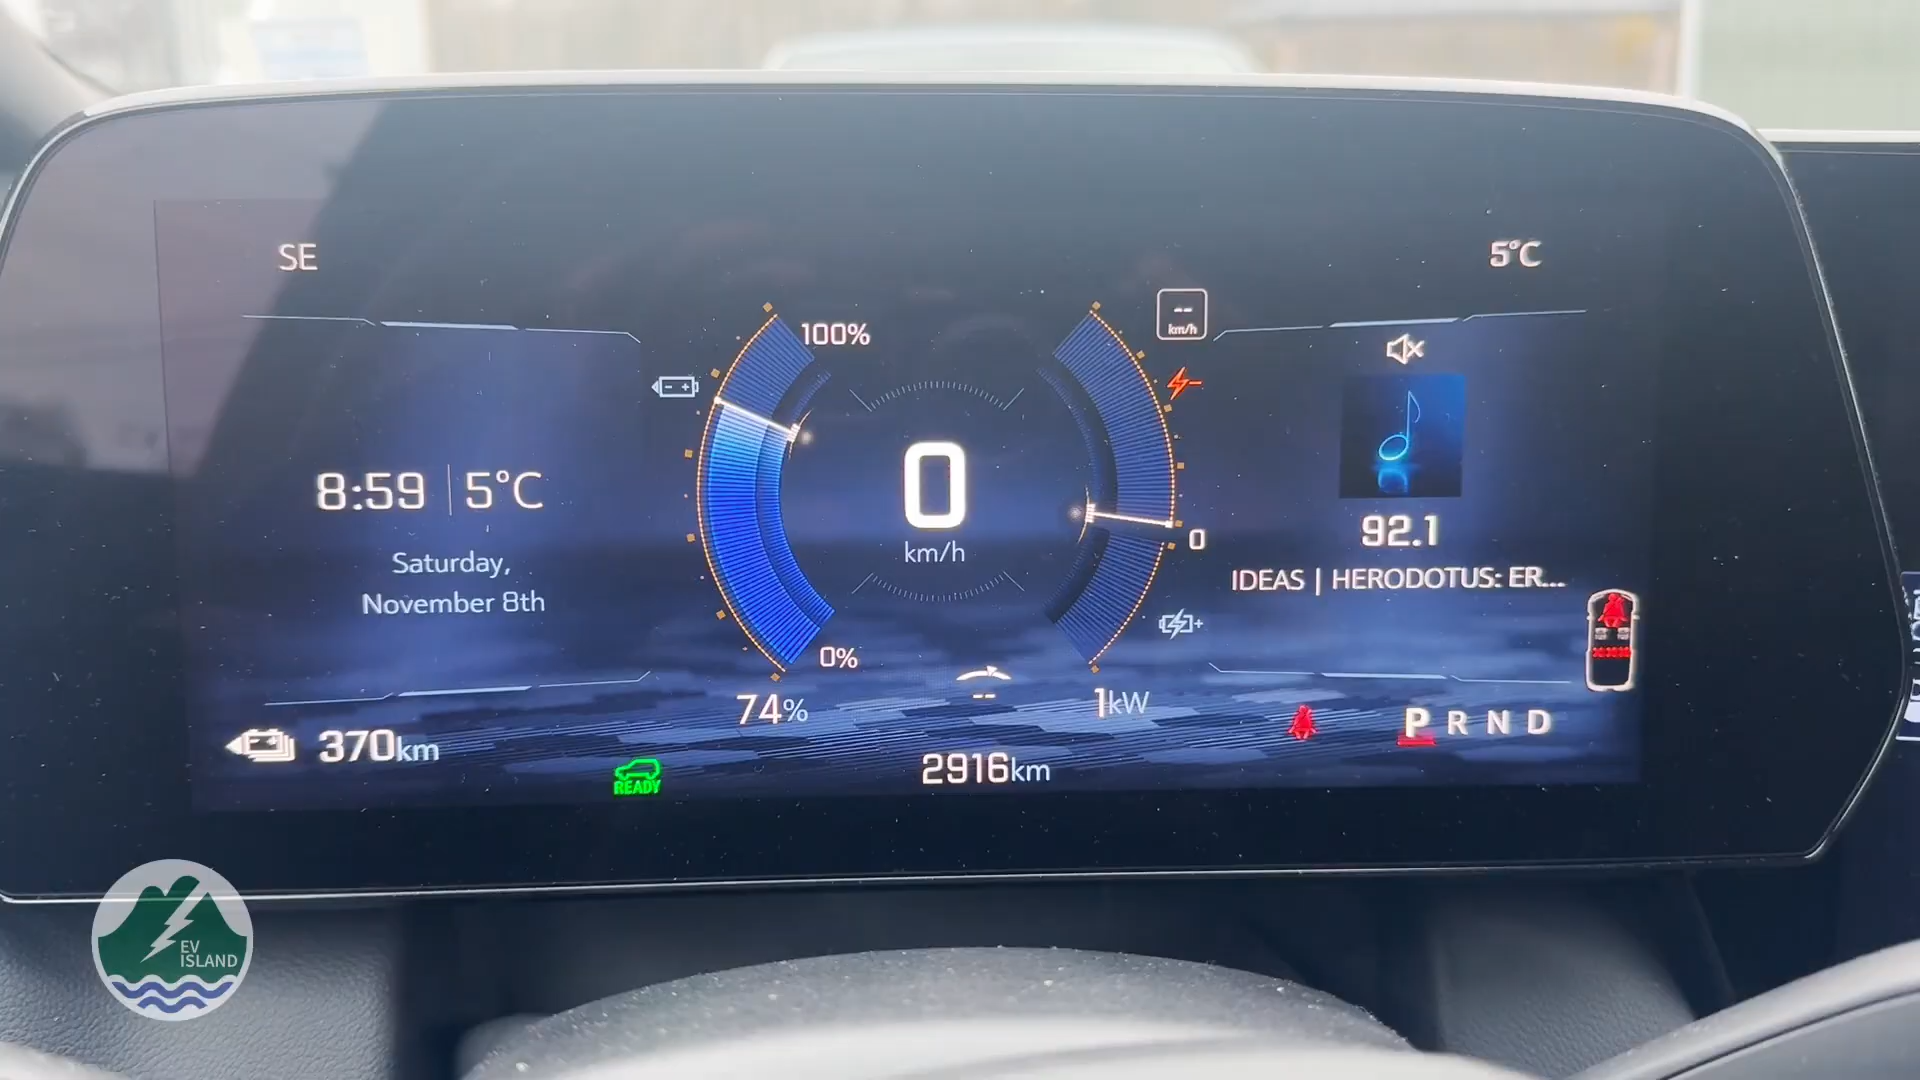 SE
5°C
100%
--
km/h
8:59 5°C
Saturday,
November 8th
0
km/h
0
92.1
IDEAS | HERODOTUS: ER...
0%
74%
--
1kW
370km
READY
2916km
P R N D
EV
ISLAND